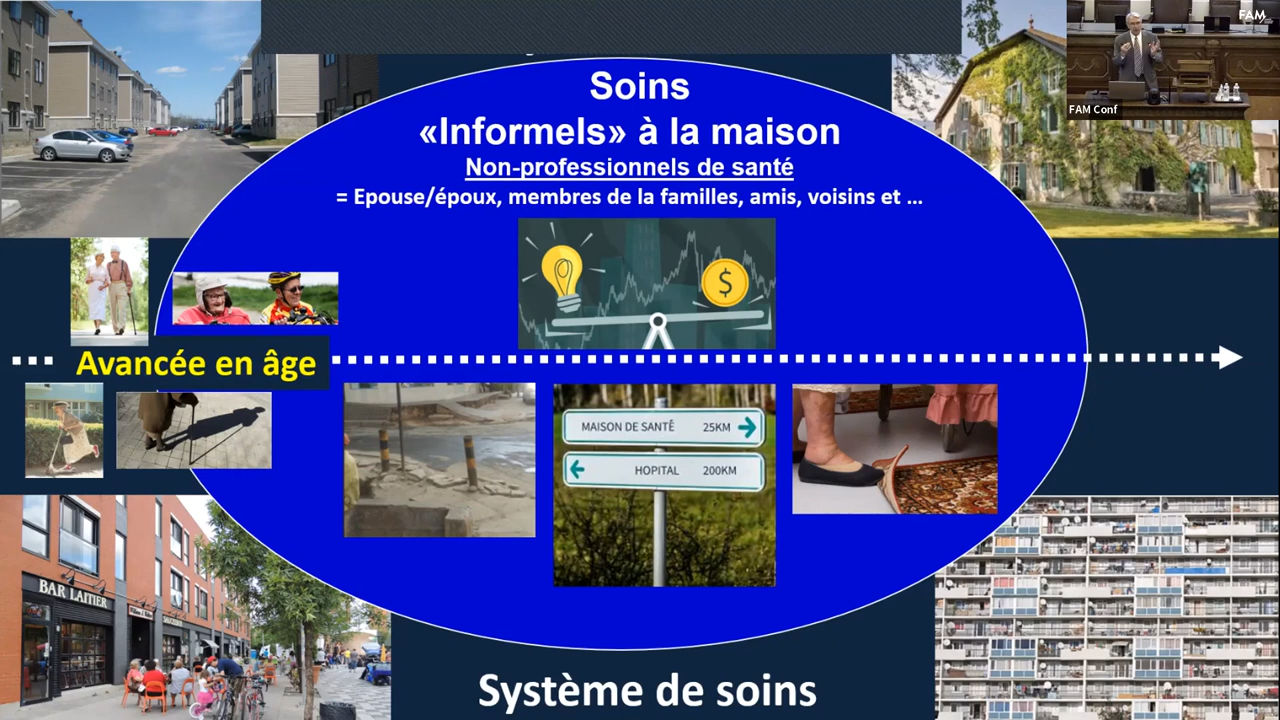 FAM
FAM Conf
Soins
«Informels» à la maison
Non-professionnels de santé
= Epouse/époux, membres de la familles, amis, voisins et ...
$
Avancée en âge
MAISON DE SANTÉ 25KM
HOPITAL 200KM
BAR LAITIER
Système de soins